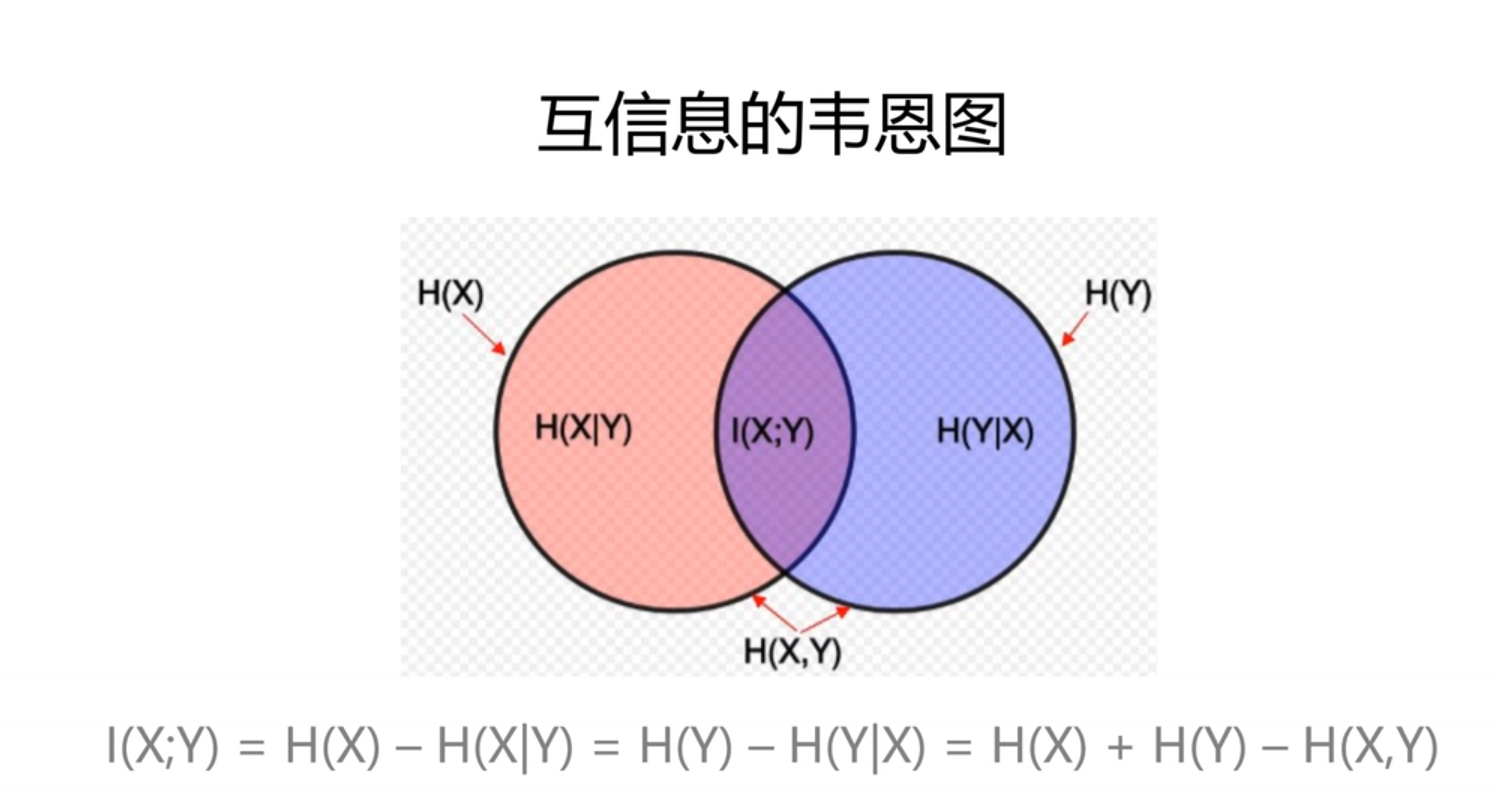 互信息的韦恩图
H(X)
H(Y)
H(X|Y)
I(X;Y)
H(Y|X)
H(X,Y)
I(X;Y) = H(X) – H(X|Y) = H(Y) – H(Y|X) = H(X) + H(Y) – H(X,Y)